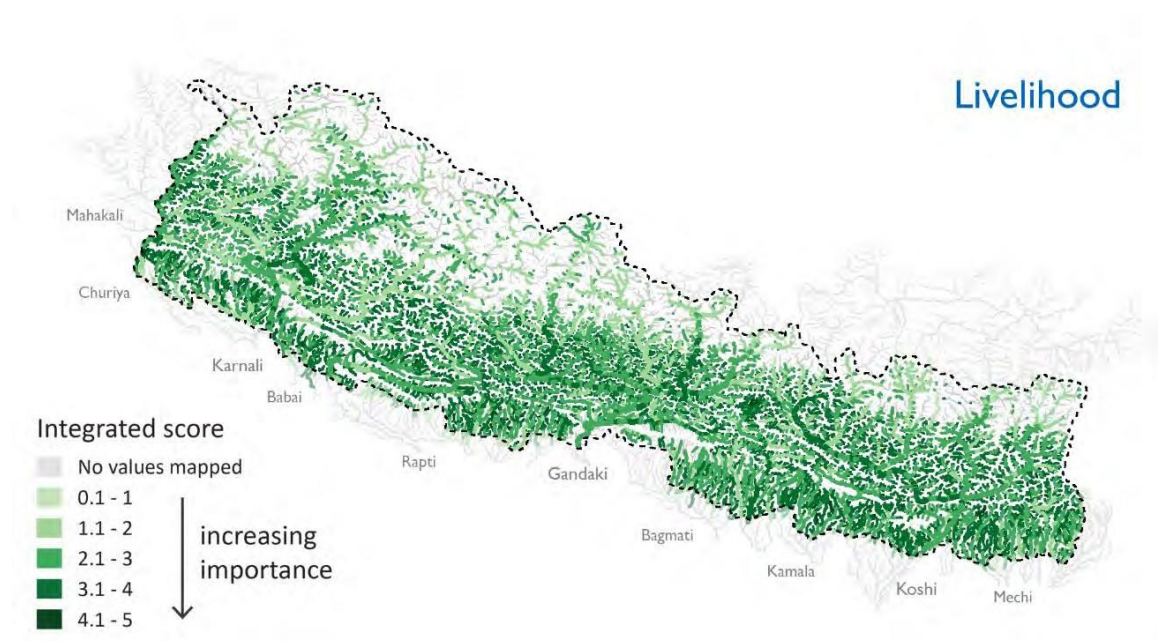 Livelihood
Mahakali
Churiya
Karnali
Babai
Rapti
Gandaki
Bagmati
Kamala
Koshi
Mechi
Integrated score
No values mapped
0.1 - 1
1.1 - 2
2.1 - 3
3.1 - 4
4.1 - 5
increasing
importance